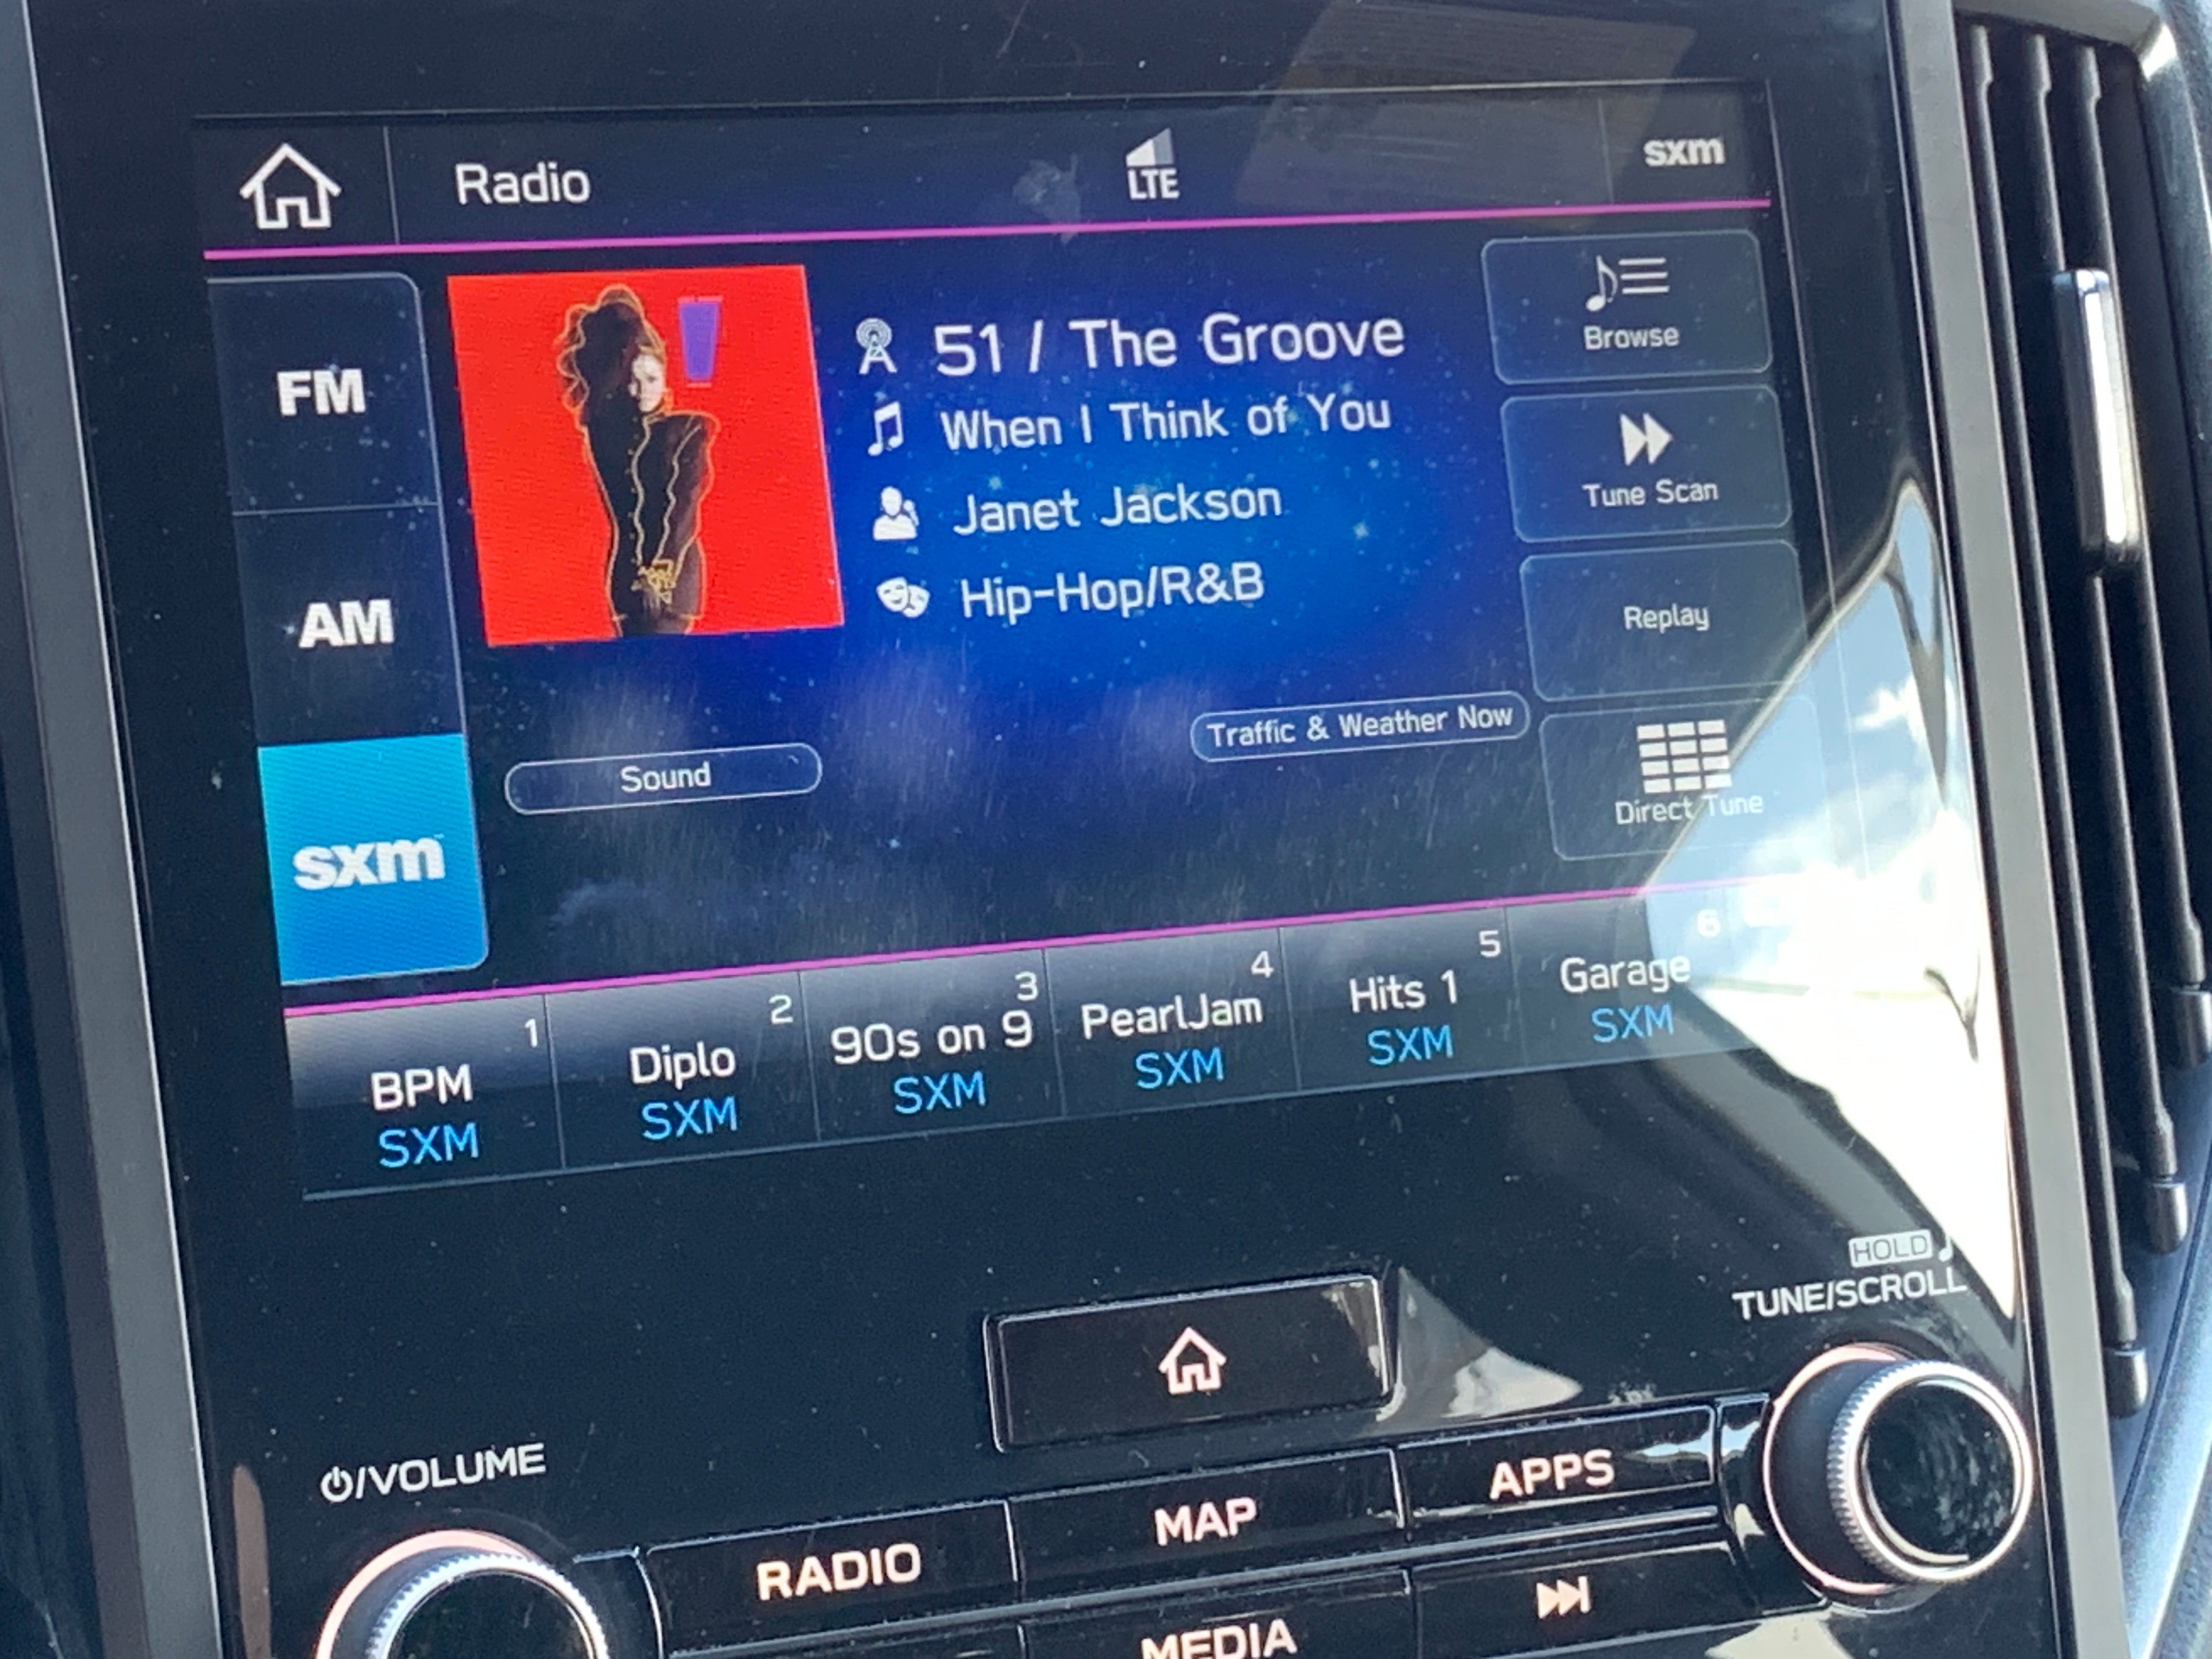 Radio
LTE
sxm
FM
AM
sxm
51 / The Groove
When I Think of You
Janet Jackson
Hip-Hop/R&B
Browse
Tune Scan
Replay
Direct Tune
Sound
Traffic & Weather Now
1
BPM
SXM
2
Diplo
SXM
3
90s on 9
SXM
4
PearlJam
SXM
5
Hits 1
SXM
6
Garage
SXM
HOLD
TUNE/SCROLL
/VOLUME
RADIO
MAP
APPS
MEDIA